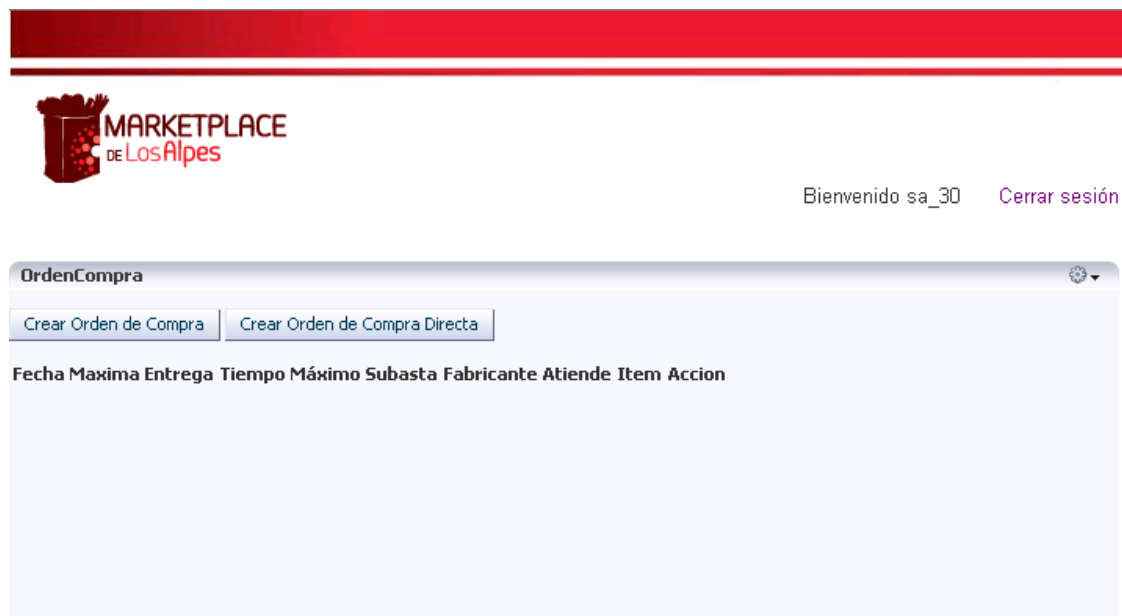 MARKETPLACE
DE Los Alpes
Bienvenido sa_30 Cerrar sesión
OrdenCompra
Crear Orden de Compra Crear Orden de Compra Directa
Fecha Maxima Entrega Tiempo Máximo Subasta Fabricante Atiende Item Accion